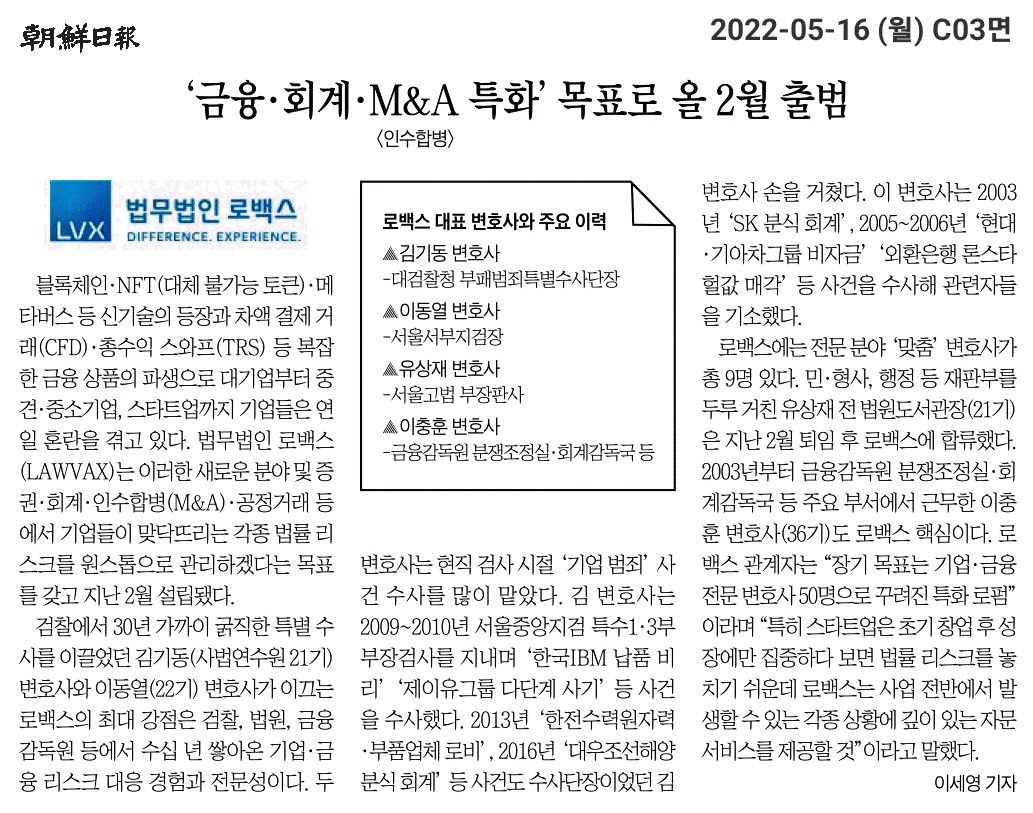 朝鮮日報
2022-05-16 (월) C03면
‘금융·회계·M&A 특화’ 목표로 올 2월 출범
〈인수합병〉
LVX 법무법인 로백스
DIFFERENCE. EXPERIENCE.
블록체인·NFT(대체 불가능 토큰)·메
타버스 등 신기술의 등장과 차액 결제 거
래(CFD)·총수익 스와프(TRS) 등 복잡
한 금융 상품의 파생으로 대기업부터 중
견·중소기업, 스타트업까지 기업들은 연
일 혼란을 겪고 있다. 법무법인 로백스
(LAWVAX)는 이러한 새로운 분야 및 증
권·회계·인수합병(M&A)·공정거래 등
에서 기업들이 맞닥뜨리는 각종 법률 리
스크를 원스톱으로 관리하겠다는 목표
를 갖고 지난 2월 설립됐다.
검찰에서 30년 가까이 굵직한 특별 수
사를 이끌었던 김기동(사법연수원 21기)
변호사와 이동열(22기) 변호사가 이끄는
로백스의 최대 강점은 검찰, 법원, 금융
감독원 등에서 수십 년 쌓아온 기업·금
융 리스크 대응 경험과 전문성이다. 두
로백스 대표 변호사와 주요 이력
▲김기동 변호사
-대검찰청 부패범죄특별수사단장
▲이동열 변호사
-서울서부지검장
▲유상재 변호사
-서울고법 부장판사
▲이충훈 변호사
-금융감독원 분쟁조정실·회계감독국 등
변호사는 현직 검사 시절 ‘기업 범죄’ 사
건 수사를 많이 맡았다. 김 변호사는
2009~2010년 서울중앙지검 특수1·3부
부장검사를 지내며 ‘한국IBM 납품 비
리’ ‘제이유그룹 다단계 사기’ 등 사건
을 수사했다. 2013년 ‘한전수력원자력
·부품업체 로비’, 2016년 ‘대우조선해양
분식 회계’ 등 사건도 수사단장이었던 김
변호사 손을 거쳤다. 이 변호사는 2003
년 ‘SK 분식 회계’, 2005~2006년 ‘현대
·기아차그룹 비자금’ ‘외환은행 론스타
헐값 매각’ 등 사건을 수사해 관련자들
을 기소했다.
로백스에는 전문 분야 ‘맞춤’ 변호사가
총 9명 있다. 민·형사, 행정 등 재판부를
두루 거친 유상재 전 법원도서관장(21기)
은 지난 2월 퇴임 후 로백스에 합류했다.
2003년부터 금융감독원 분쟁조정실·회
계감독국 등 주요 부서에서 근무한 이충
훈 변호사(36기)도 로백스 핵심이다. 로
백스 관계자는 “장기 목표는 기업·금융
전문 변호사 50명으로 꾸려진 특화 로펌”
이라며 “특히 스타트업은 초기 창업 후 성
장에만 집중하다 보면 법률 리스크를 놓
치기 쉬운데 로백스는 사업 전반에서 발
생할 수 있는 각종 상황에 깊이 있는 자문
서비스를 제공할 것”이라고 말했다.
이세영 기자